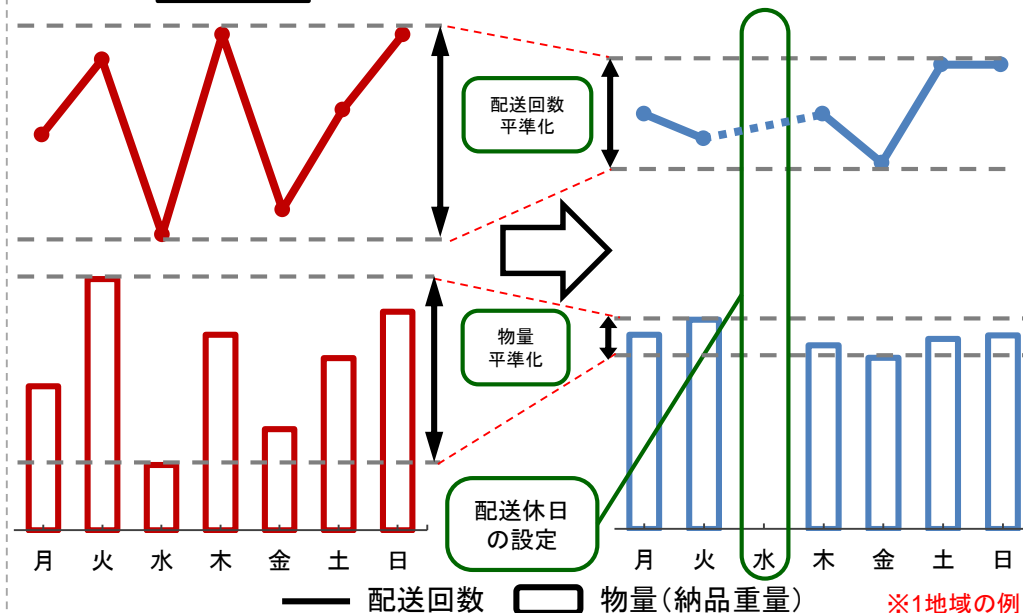 配送回数
平準化
物量
平準化
配送休日
の設定
月 火 水 木 金 土 日
月 火 水 木 金 土 日
配送回数 物量(納品重量)
※1地域の例